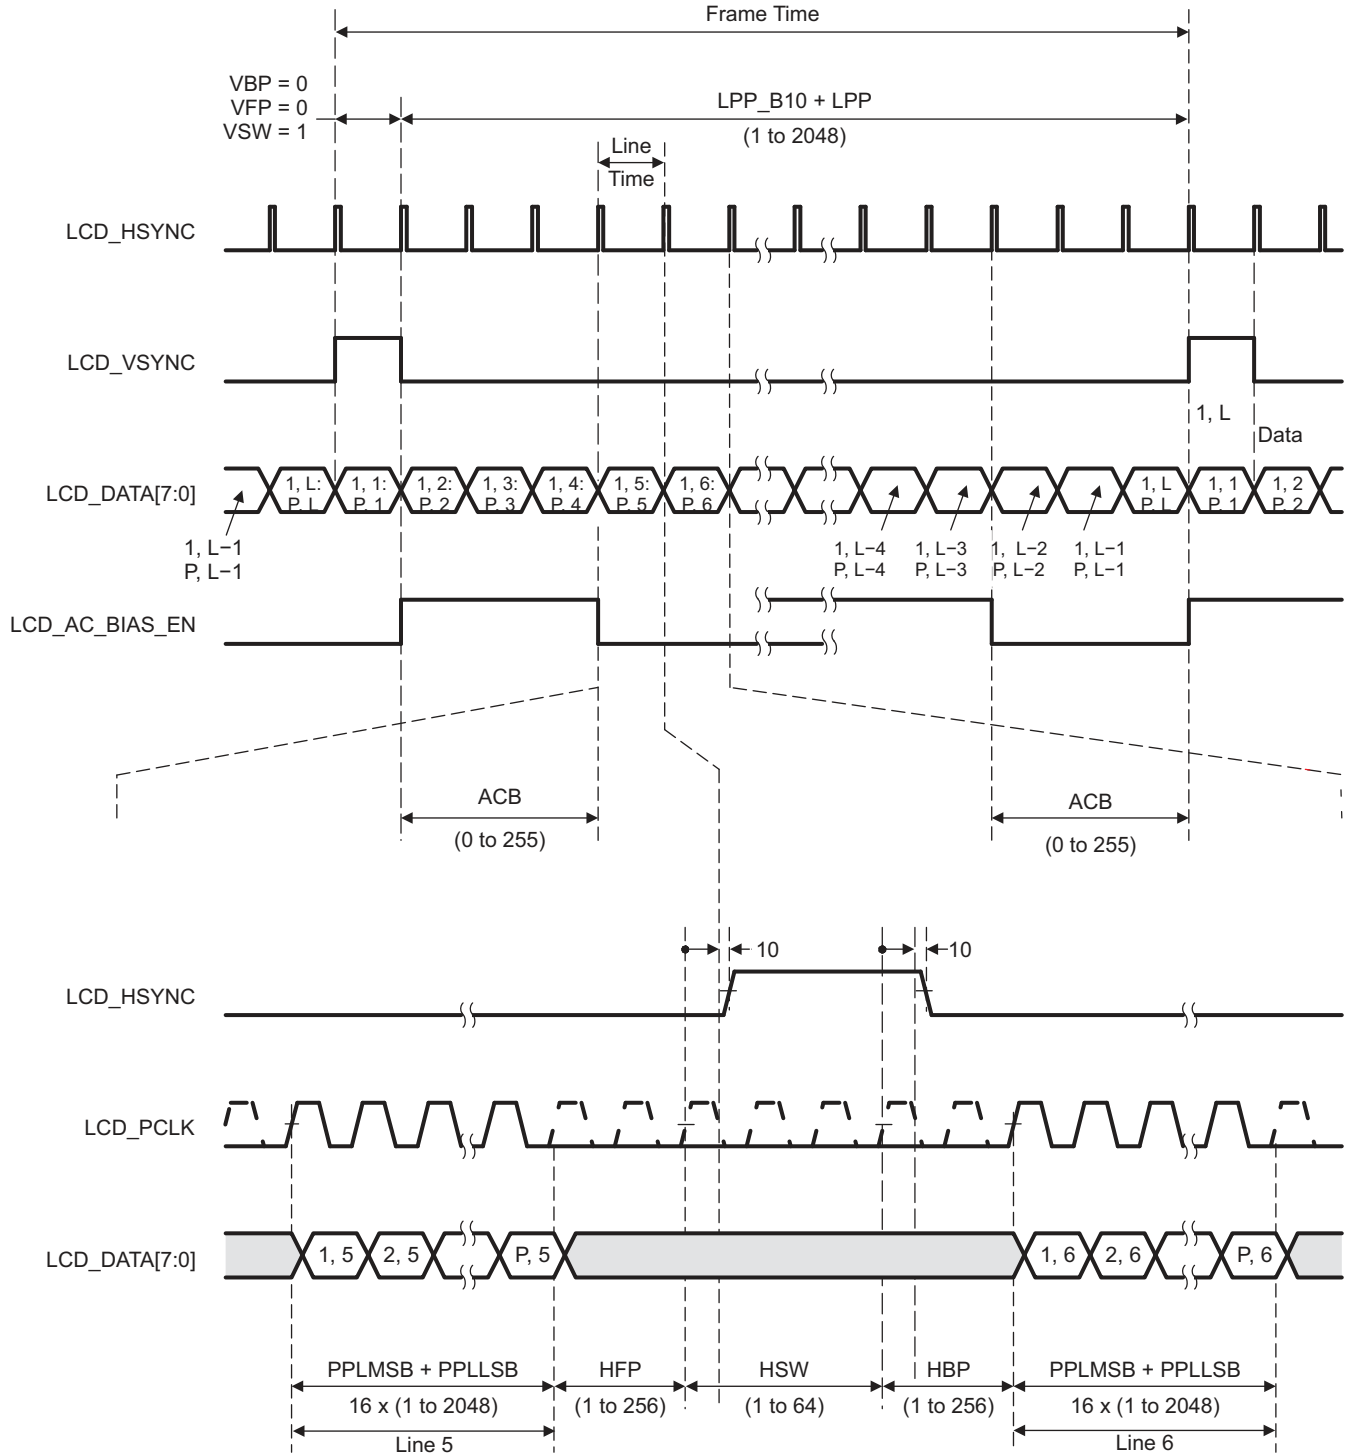 Frame Time
VBP = 0
VFP = 0
VSW = 1
LPP_B10 + LPP
(1 to 2048)
Line
Time
LCD_HSYNC
LCD_VSYNC
1, L
Data
LCD_DATA[7:0]
1, L: 1, 1: 1, 2: 1, 3: 1, 4: 1, 5: 1, 6: 1, L 1, 1 1, 2
P, L P, 1 P, 2 P, 3 P, 4 P, 5 P, 6 P, L P, 1 P, 2
1, L−1 1, L−4 1, L−3 1, L−2 1, L−1
P, L−1 P, L−4 P, L−3 P, L−2 P, L−1
LCD_AC_BIAS_EN
ACB ACB
(0 to 255) (0 to 255)
10 10
LCD_HSYNC
LCD_PCLK
LCD_DATA[7:0]
1, 5 2, 5 P, 5 1, 6 2, 6 P, 6
PPLMSB + PPLLSB HFP HSW HBP PPLMSB + PPLLSB
16 x (1 to 2048) (1 to 256) (1 to 64) (1 to 256) 16 x (1 to 2048)
Line 5 Line 6